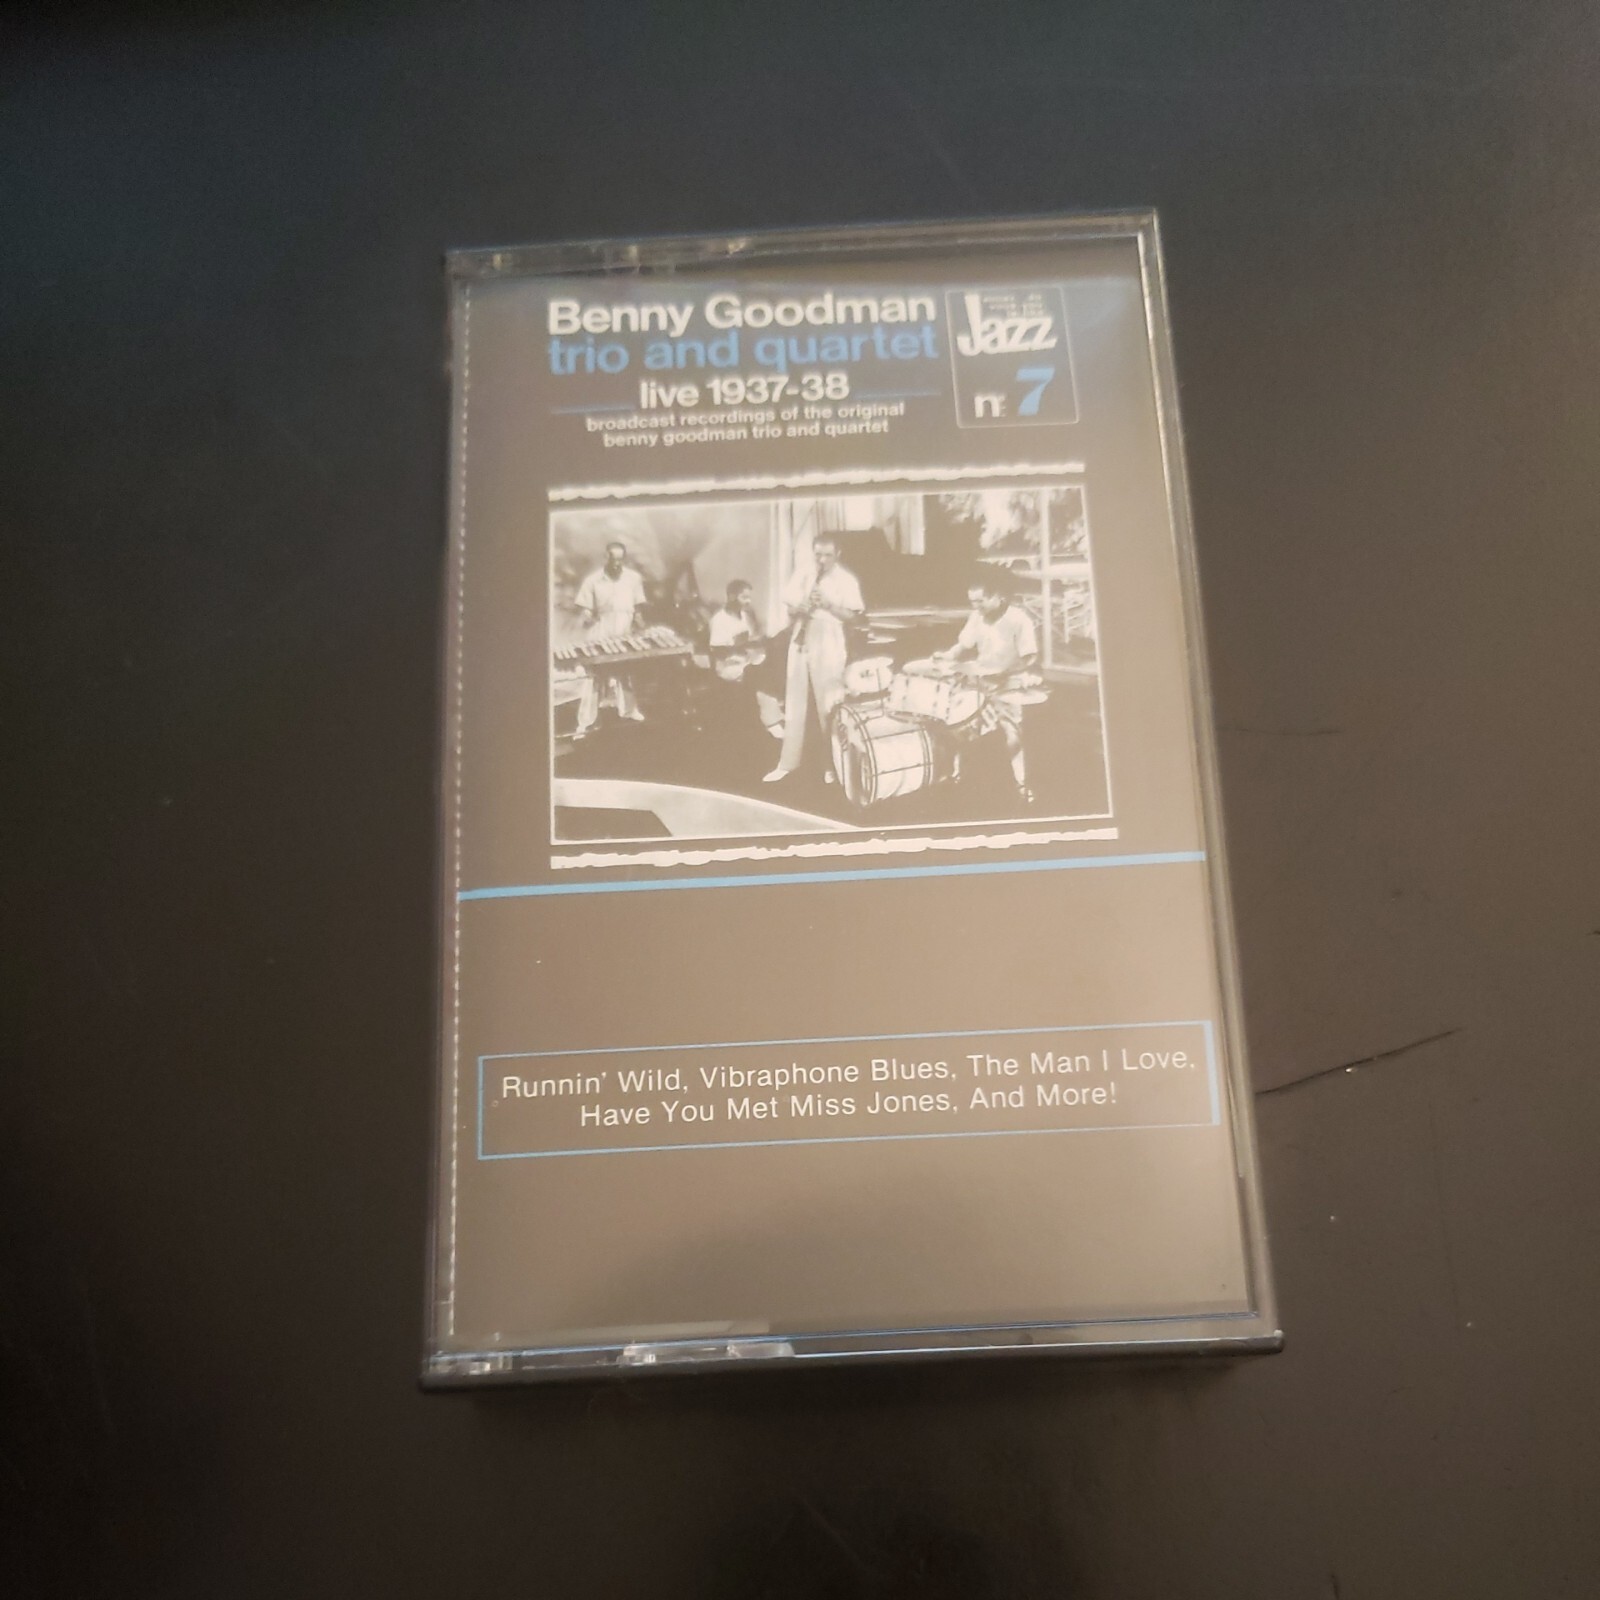 Benny Goodman
trio and quartet
live 1937-38
broadcast recordings of the original
benny goodman trio and quartet
Jazz
nº 7
Runnin' Wild, Vibraphone Blues, The Man I Love,
Have You Met Miss Jones, And More!